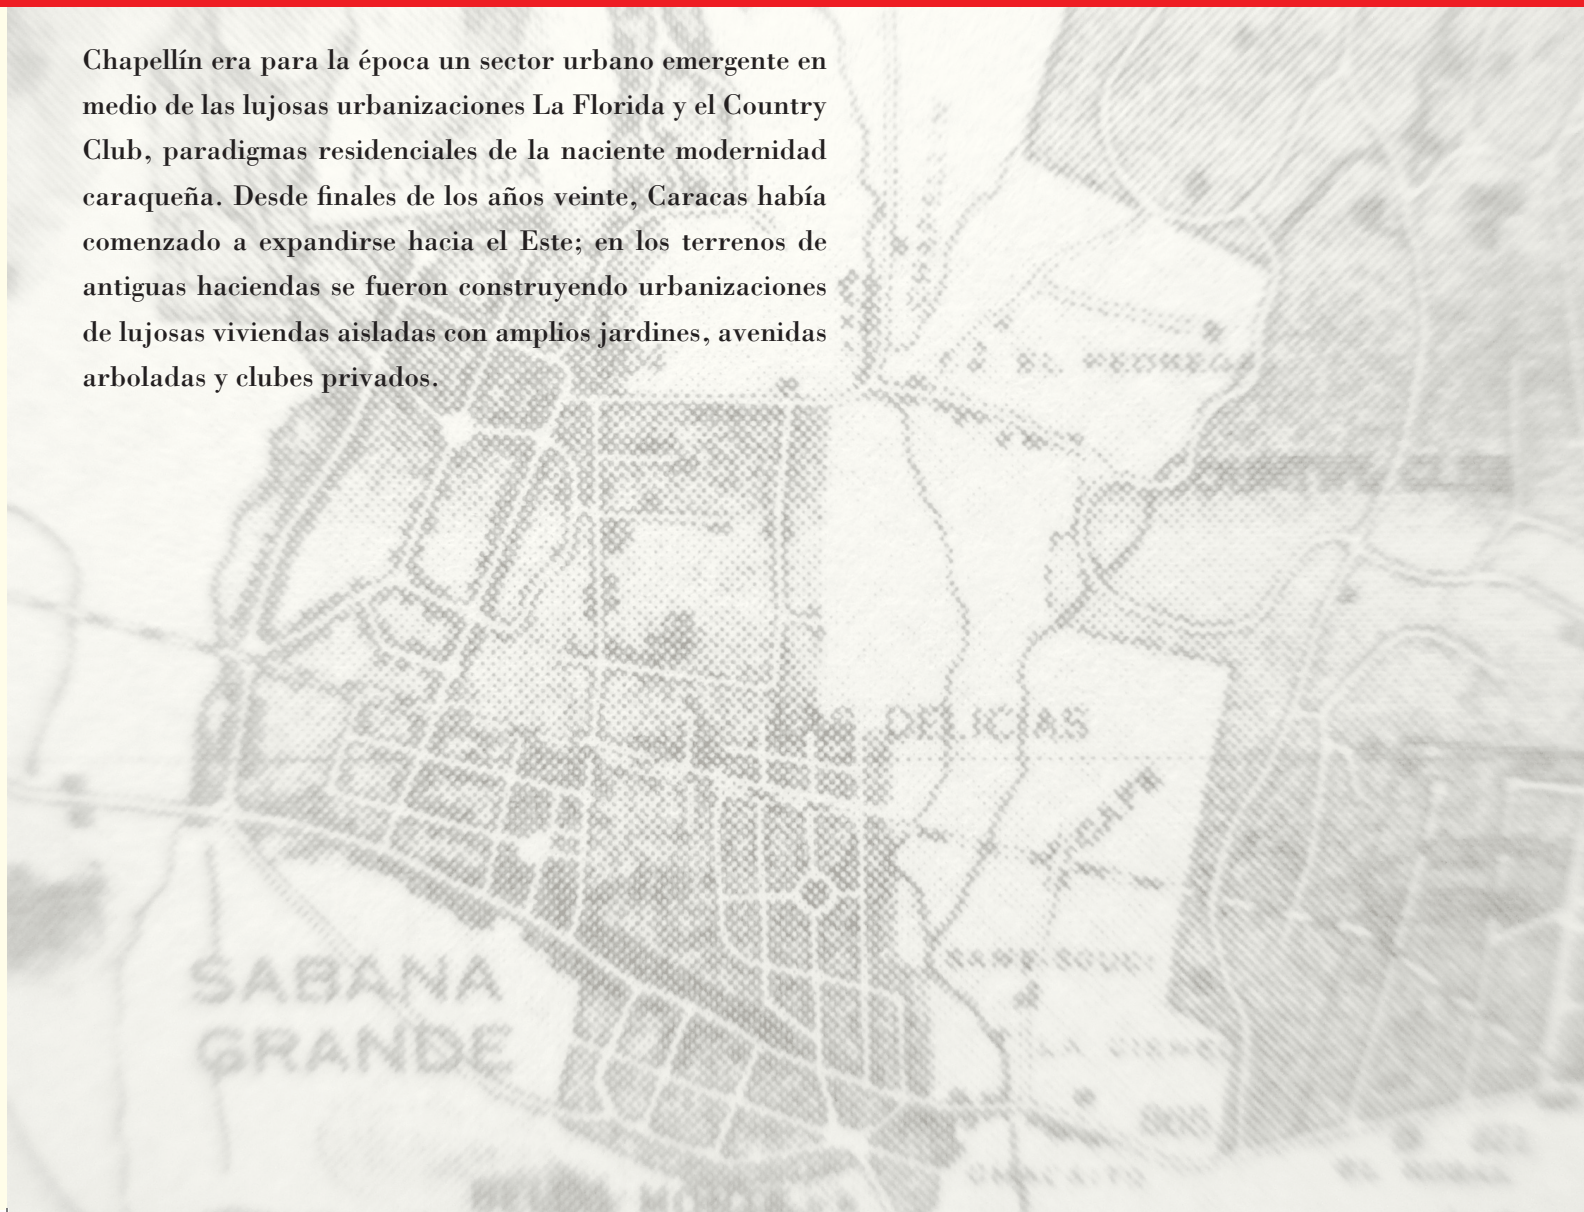 Chapellín era para la época un sector urbano emergente en
medio de las lujosas urbanizaciones La Florida y el Country
Club, paradigmas residenciales de la naciente modernidad
caraqueña. Desde finales de los años veinte, Caracas había
comenzado a expandirse hacia el Este; en los terrenos de
antiguas haciendas se fueron construyendo urbanizaciones
de lujosas viviendas aisladas con amplios jardines, avenidas
arboladas y clubes privados.
DELICIAS
SABANA
GRANDE